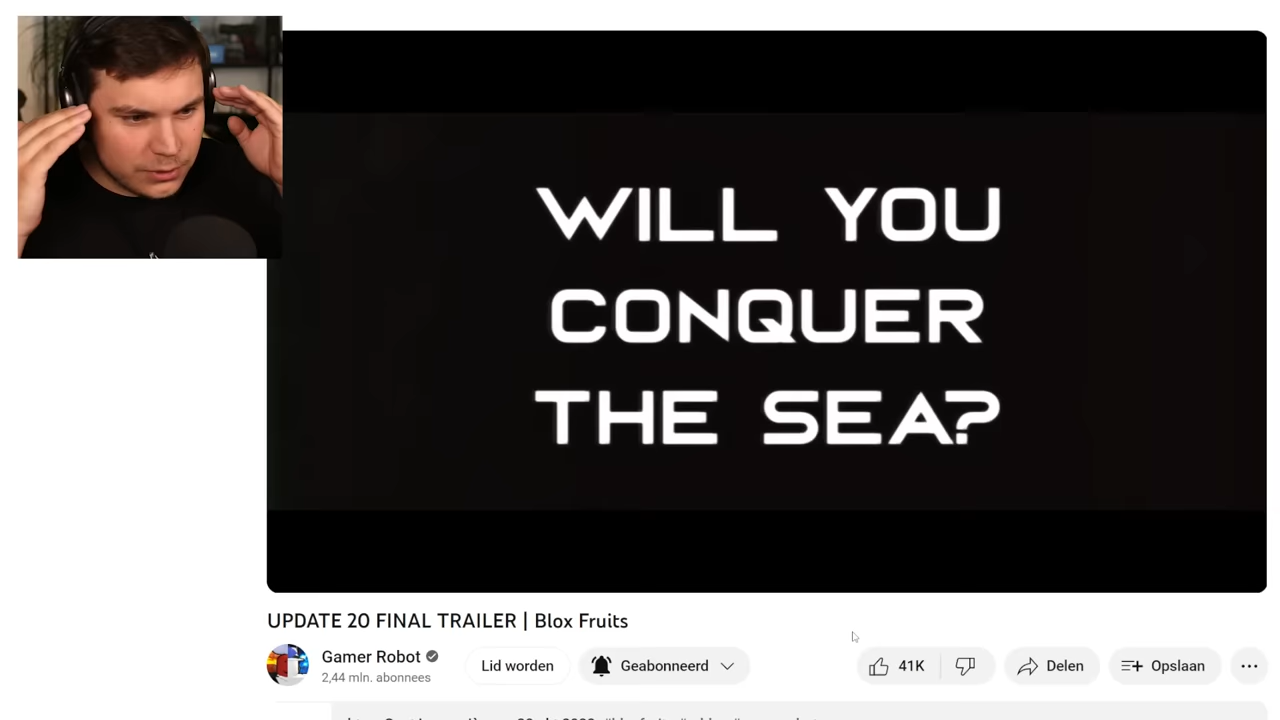 WILL YOU
CONQUER
THE SEA?
UPDATE 20 FINAL TRAILER | Blox Fruits
Gamer Robot
2,44 mln. abonnees
Lid worden
Geabonneerd
41K
Delen
Opslaan